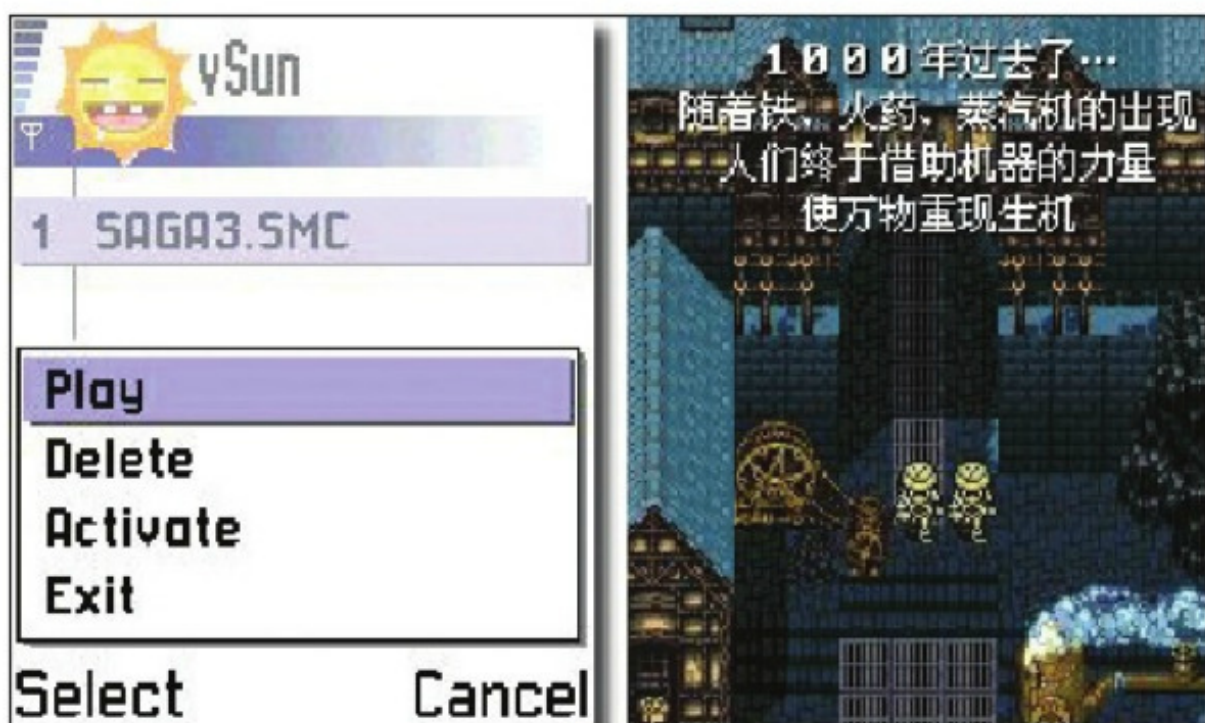 vSun
1 SAGA3.SMC
Play
Delete
Activate
Exit
Select Cancel
1000年过去了…
随着铁、火药、蒸汽机的出现
人们终于借助机器的力量
使万物重现生机